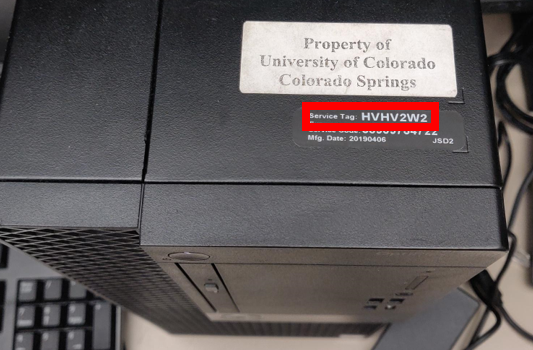 Property of
University of Colorado
Colorado Springs
Service Tag: HVHV2W2
Mfg. Date: 20190406 JSD2